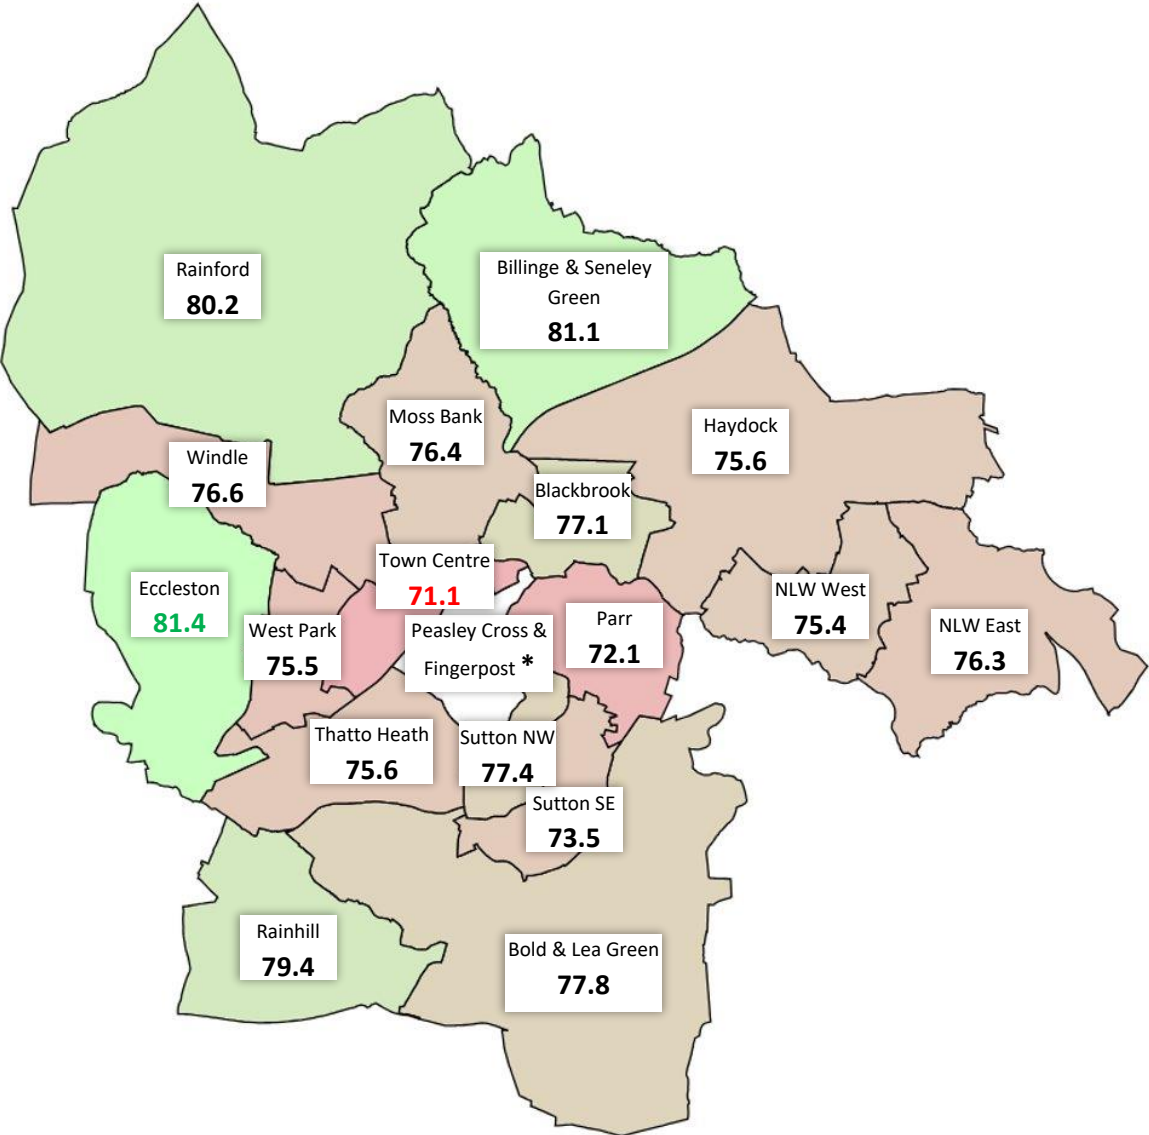 Rainford
80.2
Billinge & Seneley
Green
81.1
Moss Bank
76.4
Haydock
75.6
Windle
76.6
Blackbrook
77.1
Town Centre
71.1
Eccleston
81.4
West Park
75.5
Peasley Cross &
Fingerpost *
Parr
72.1
NLW West
75.4
NLW East
76.3
Thatto Heath
75.6
Sutton NW
77.4
Sutton SE
73.5
Rainhill
79.4
Bold & Lea Green
77.8